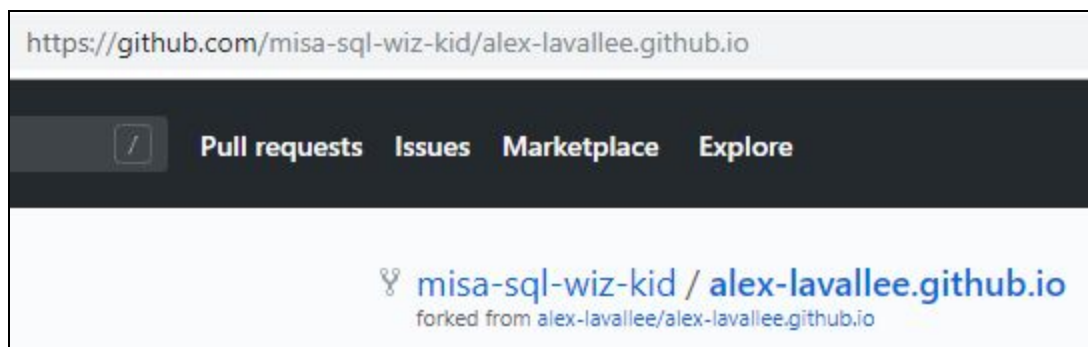 https://github.com/misa-sql-wiz-kid/alex-lavallee.github.io
/ Pull requests Issues Marketplace Explore
misa-sql-wiz-kid / alex-lavallee.github.io
forked from alex-lavallee/alex-lavallee.github.io